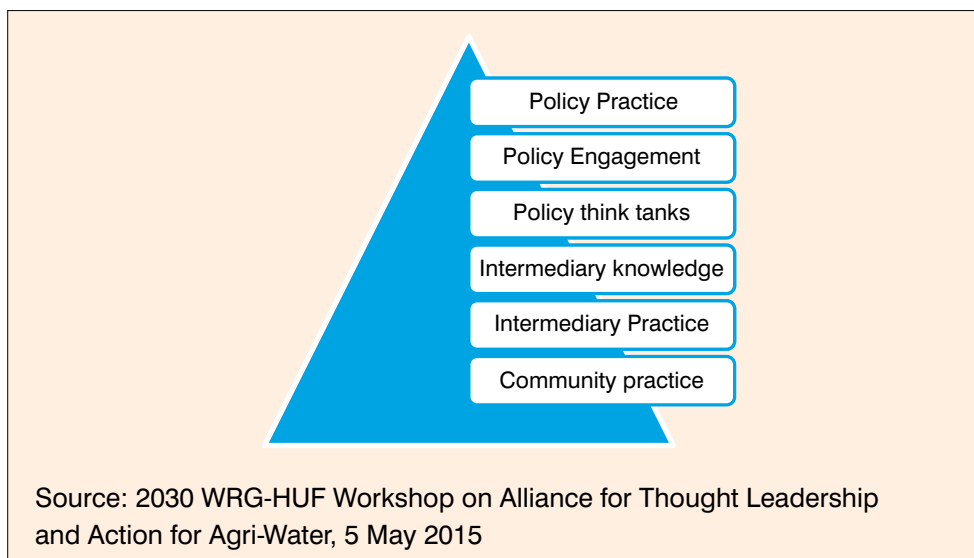 Policy Practice
Policy Engagement
Policy think tanks
Intermediary knowledge
Intermediary Practice
Community practice
Source: 2030 WRG-HUF Workshop on Alliance for Thought Leadership
and Action for Agri-Water, 5 May 2015